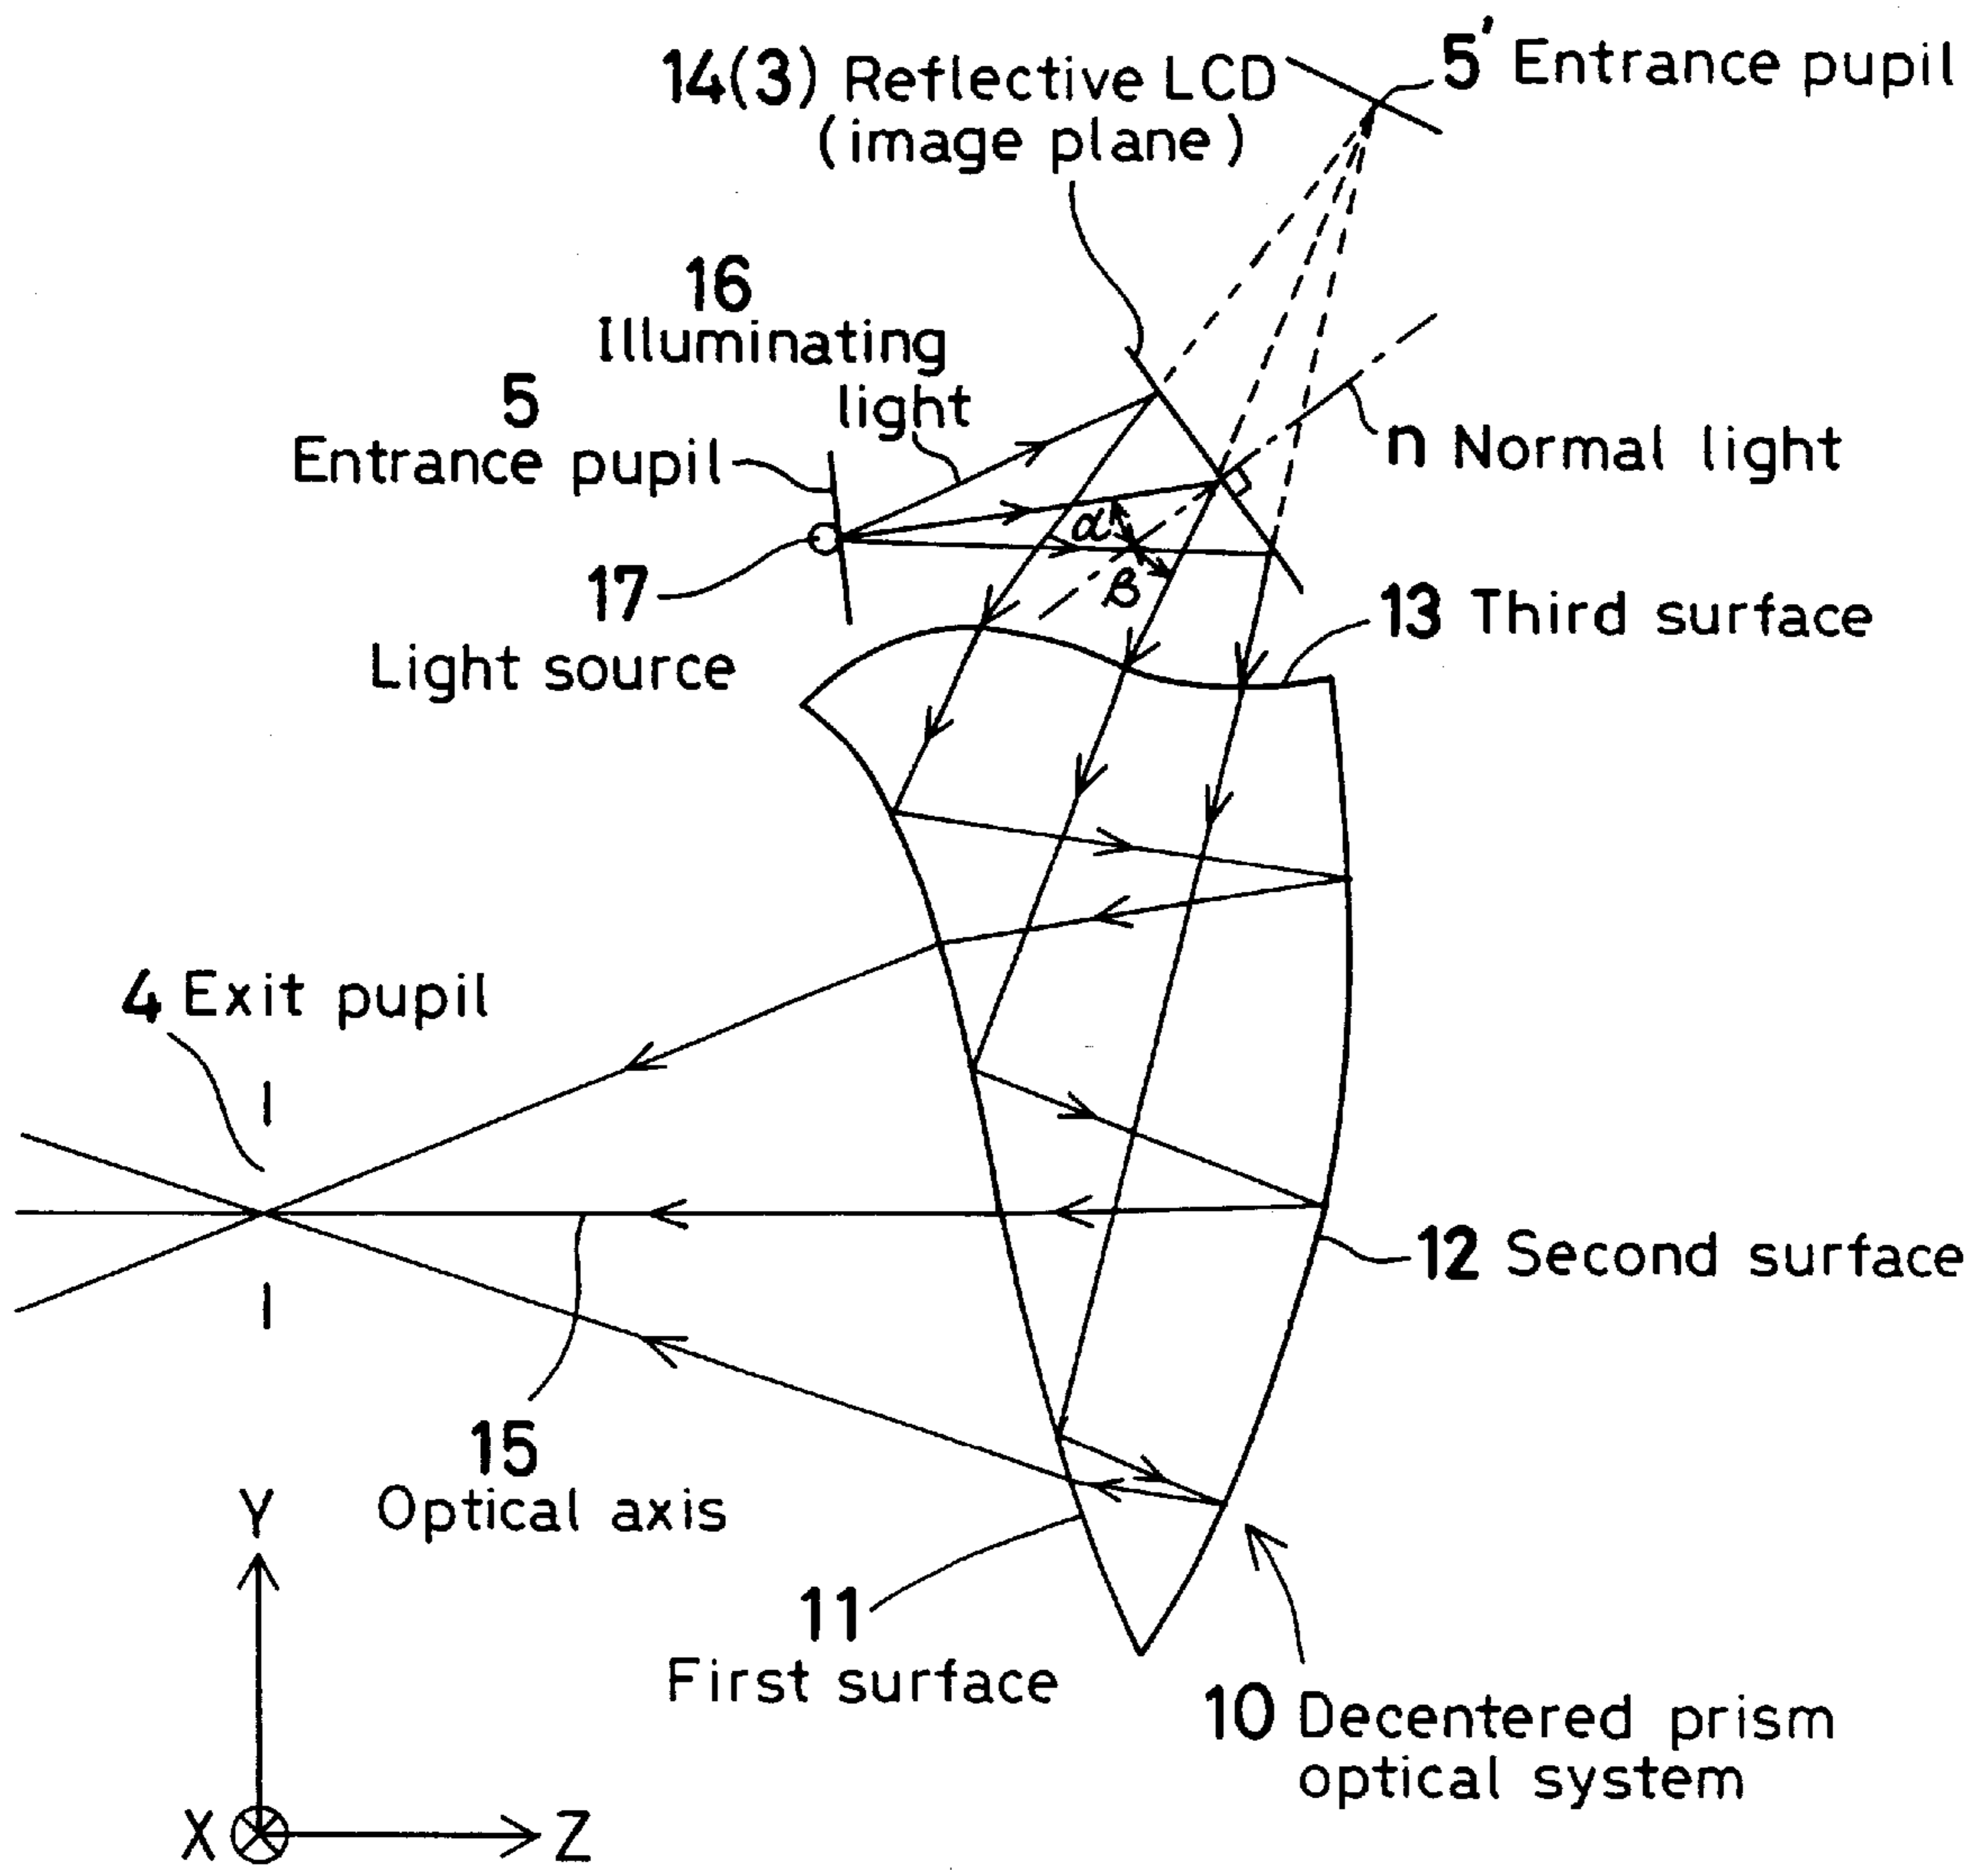 14(3) Reflective LCD
(image plane)
5' Entrance pupil
16
Illuminating
light
5
Entrance pupil
n Normal light
α
β
17
Light source
13 Third surface
4 Exit pupil
12 Second surface
15
Optical axis
Y
11
First surface
10 Decentered prism
optical system
X
Z